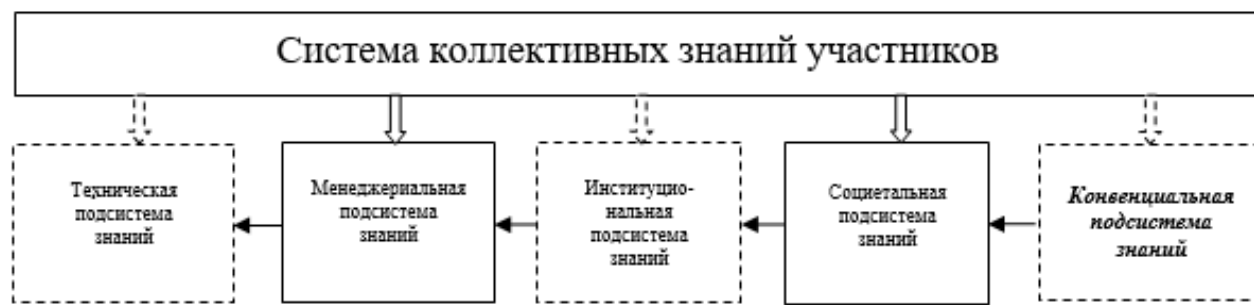 Система коллективных знаний участников
Техническая
подсистема
знаний
Менеджериальная
подсистема
знаний
Институцио-
нальная
подсистема
знаний
Социетальная
подсистема
знаний
Конвенциальная
подсистема
знаний